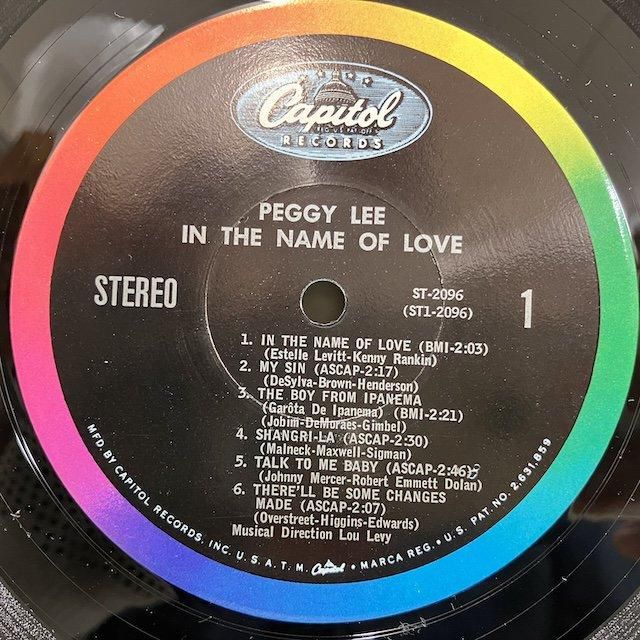 Capitol
REG. U.S. PAT. OFF.
RECORDS
PEGGY LEE
IN THE NAME OF LOVE
STEREO
ST-2096
(ST1-2096)
1
1. IN THE NAME OF LOVE (BMI-2:03)
(Estelle Levitt-Kenny Rankin)
2. MY SIN (ASCAP-2:17)
(DeSylva-Brown-Henderson)
3. THE BOY FROM IPANEMA
(Garôta De Ipanema) (BMI-2:21)
(Jobim-DeMoraes-Gimbel)
4. SHANGRI-LA (ASCAP-2:30)
(Malneck-Maxwell-Sigman)
5. TALK TO ME BABY (ASCAP-2:46)
(Johnny Mercer-Robert Emmett Dolan)
6. THERE'LL BE SOME CHANGES
MADE (ASCAP-2:07)
(Overstreet-Higgins-Edwards)
Musical Direction Lou Levy
MFD. BY CAPITOL RECORDS, INC. U.S.A. T.M. Capitol • MARCA REG. • U.S. PAT. NO. 2,631,859